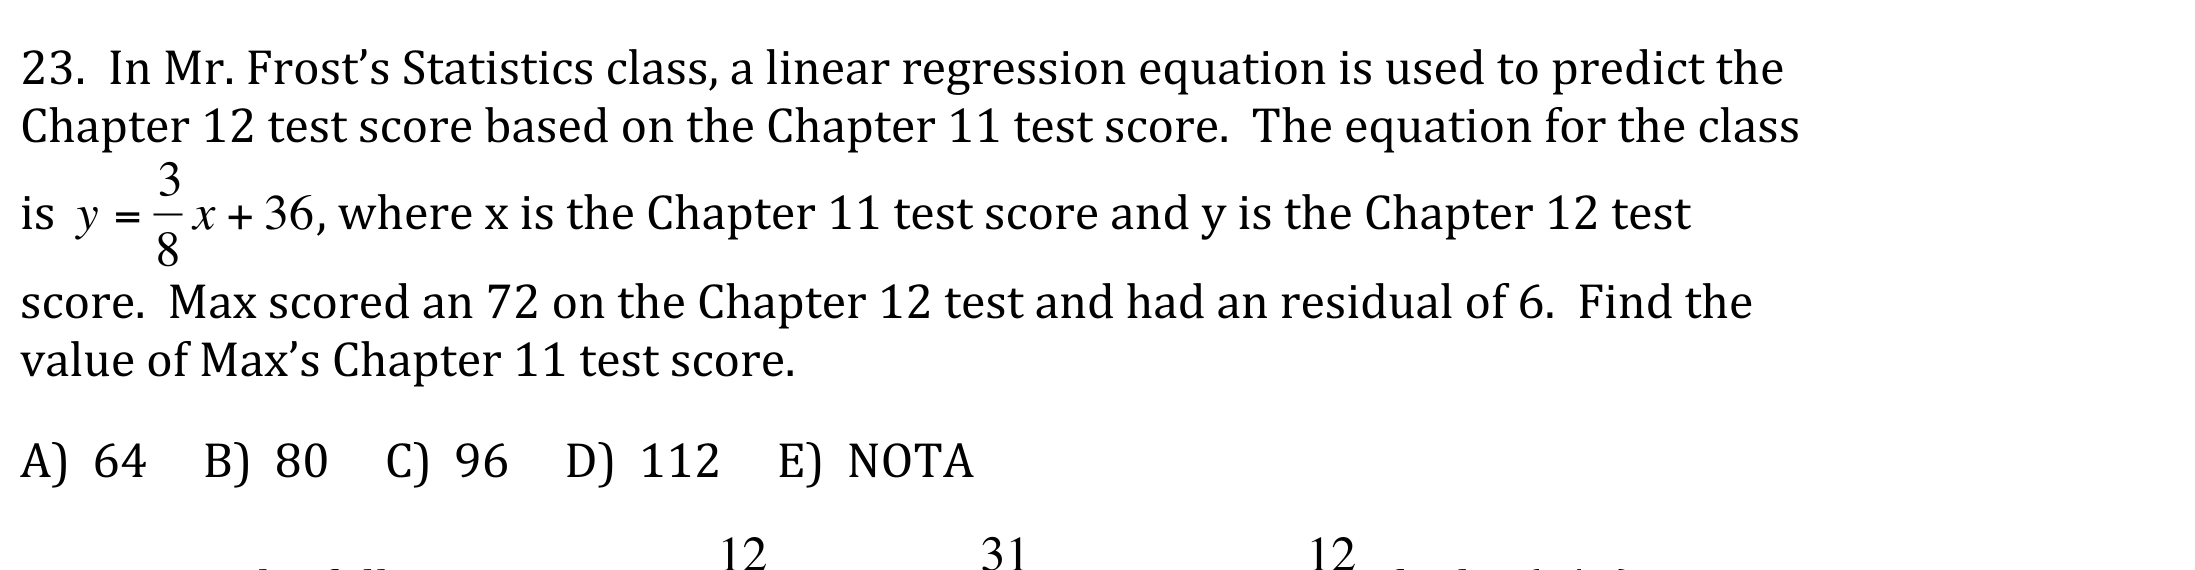 23. In Mr. Frost’s Statistics class, a linear regression equation is used to predict the
Chapter 12 test score based on the Chapter 11 test score. The equation for the class
is y = 3/8 x + 36, where x is the Chapter 11 test score and y is the Chapter 12 test
score. Max scored an 72 on the Chapter 12 test and had an residual of 6. Find the
value of Max’s Chapter 11 test score.
A) 64 B) 80 C) 96 D) 112 E) NOTA
12 31 12